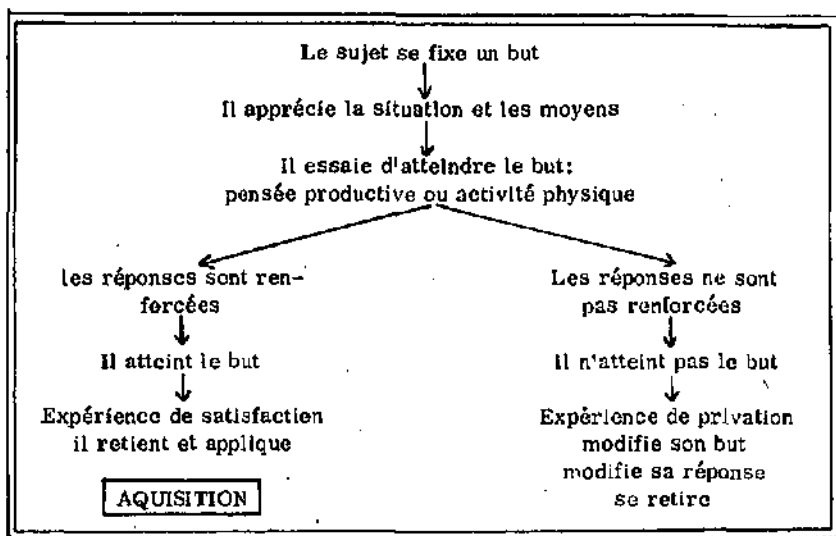 Le sujet se fixe un but
Il apprécie la situation et les moyens
Il essaie d'atteindre le but:
pensée productive ou activité physique
les réponses sont ren-
forcées
Il atteint le but
Expérience de satisfaction
il retient et applique
AQUISITION
Les réponses ne sont
pas renforcées
il n'atteint pas le but
Expérience de privation
modifie son but
modifie sa réponse
se retire